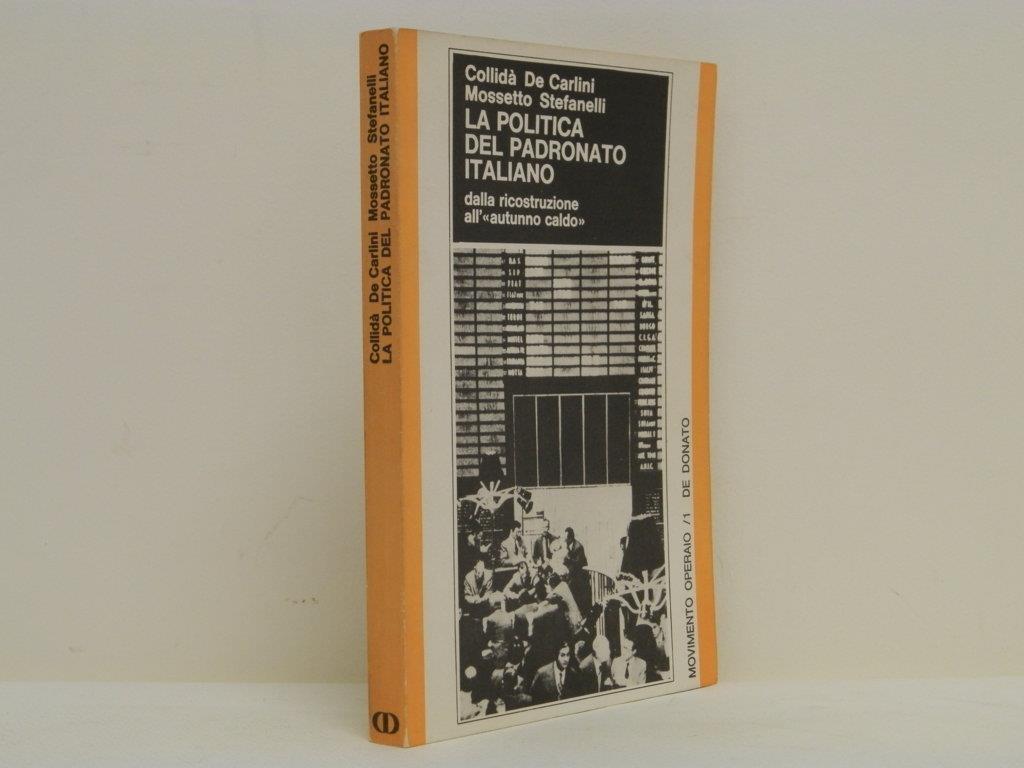 Collidà De Carlini Mossetto Stefanelli
LA POLITICA DEL PADRONATO ITALIANO
Collidà De Carlini
Mossetto Stefanelli
LA POLITICA
DEL PADRONATO
ITALIANO
dalla ricostruzione
all'«autunno caldo»
MOVIMENTO OPERAIO /1 DE DONATO